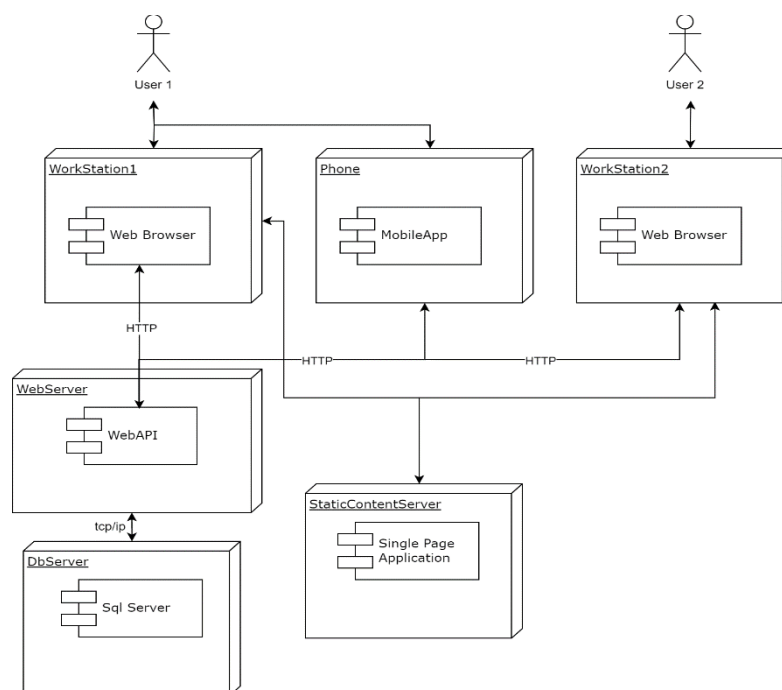 User 1
User 2
WorkStation1
Phone
WorkStation2
Web Browser
MobileApp
Web Browser
HTTP
HTTP
HTTP
WebServer
WebAPI
StaticContentServer
tcp/ip
Single Page
Application
DbServer
Sql Server